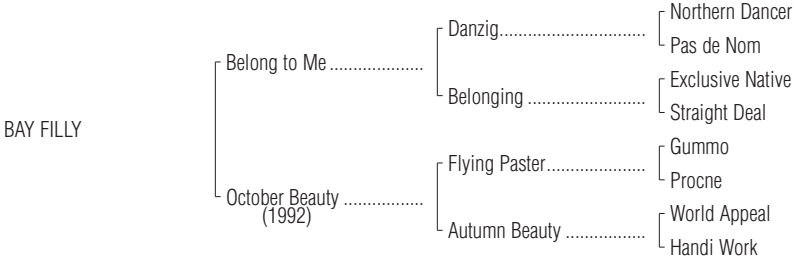 Northern Dancer
Danzig..............................
Pas de Nom
Belong to Me ....................
Exclusive Native
Belonging .........................
Straight Deal
BAY FILLY
Gummo
Flying Paster.....................
Procne
October Beauty .................
(1992)
World Appeal
Autumn Beauty .................
Handi Work